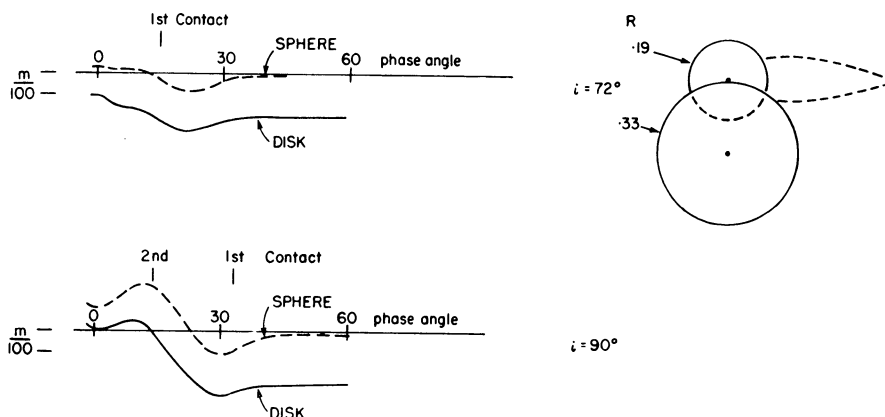 1st Contact
0 30 SPHERE phase angle 60
m
100
DISK
R
.19
i = 72°
.33
2nd 1st Contact
0 30 SPHERE 60 phase angle
m
100
DISK
i = 90°